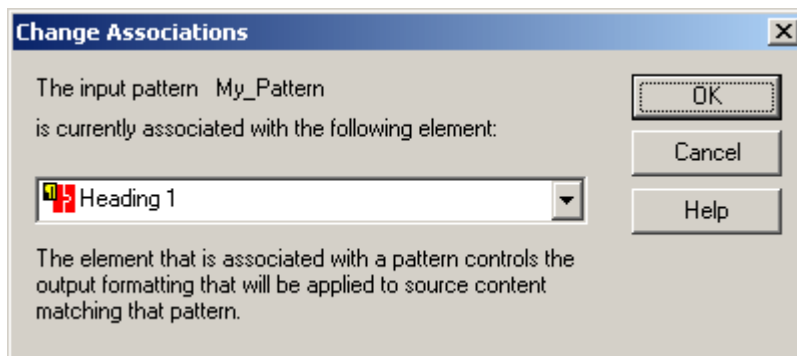 Change Associations
The input pattern My_Pattern
is currently associated with the following element:
Heading 1
The element that is associated with a pattern controls the
output formatting that will be applied to source content
matching that pattern.
OK
Cancel
Help